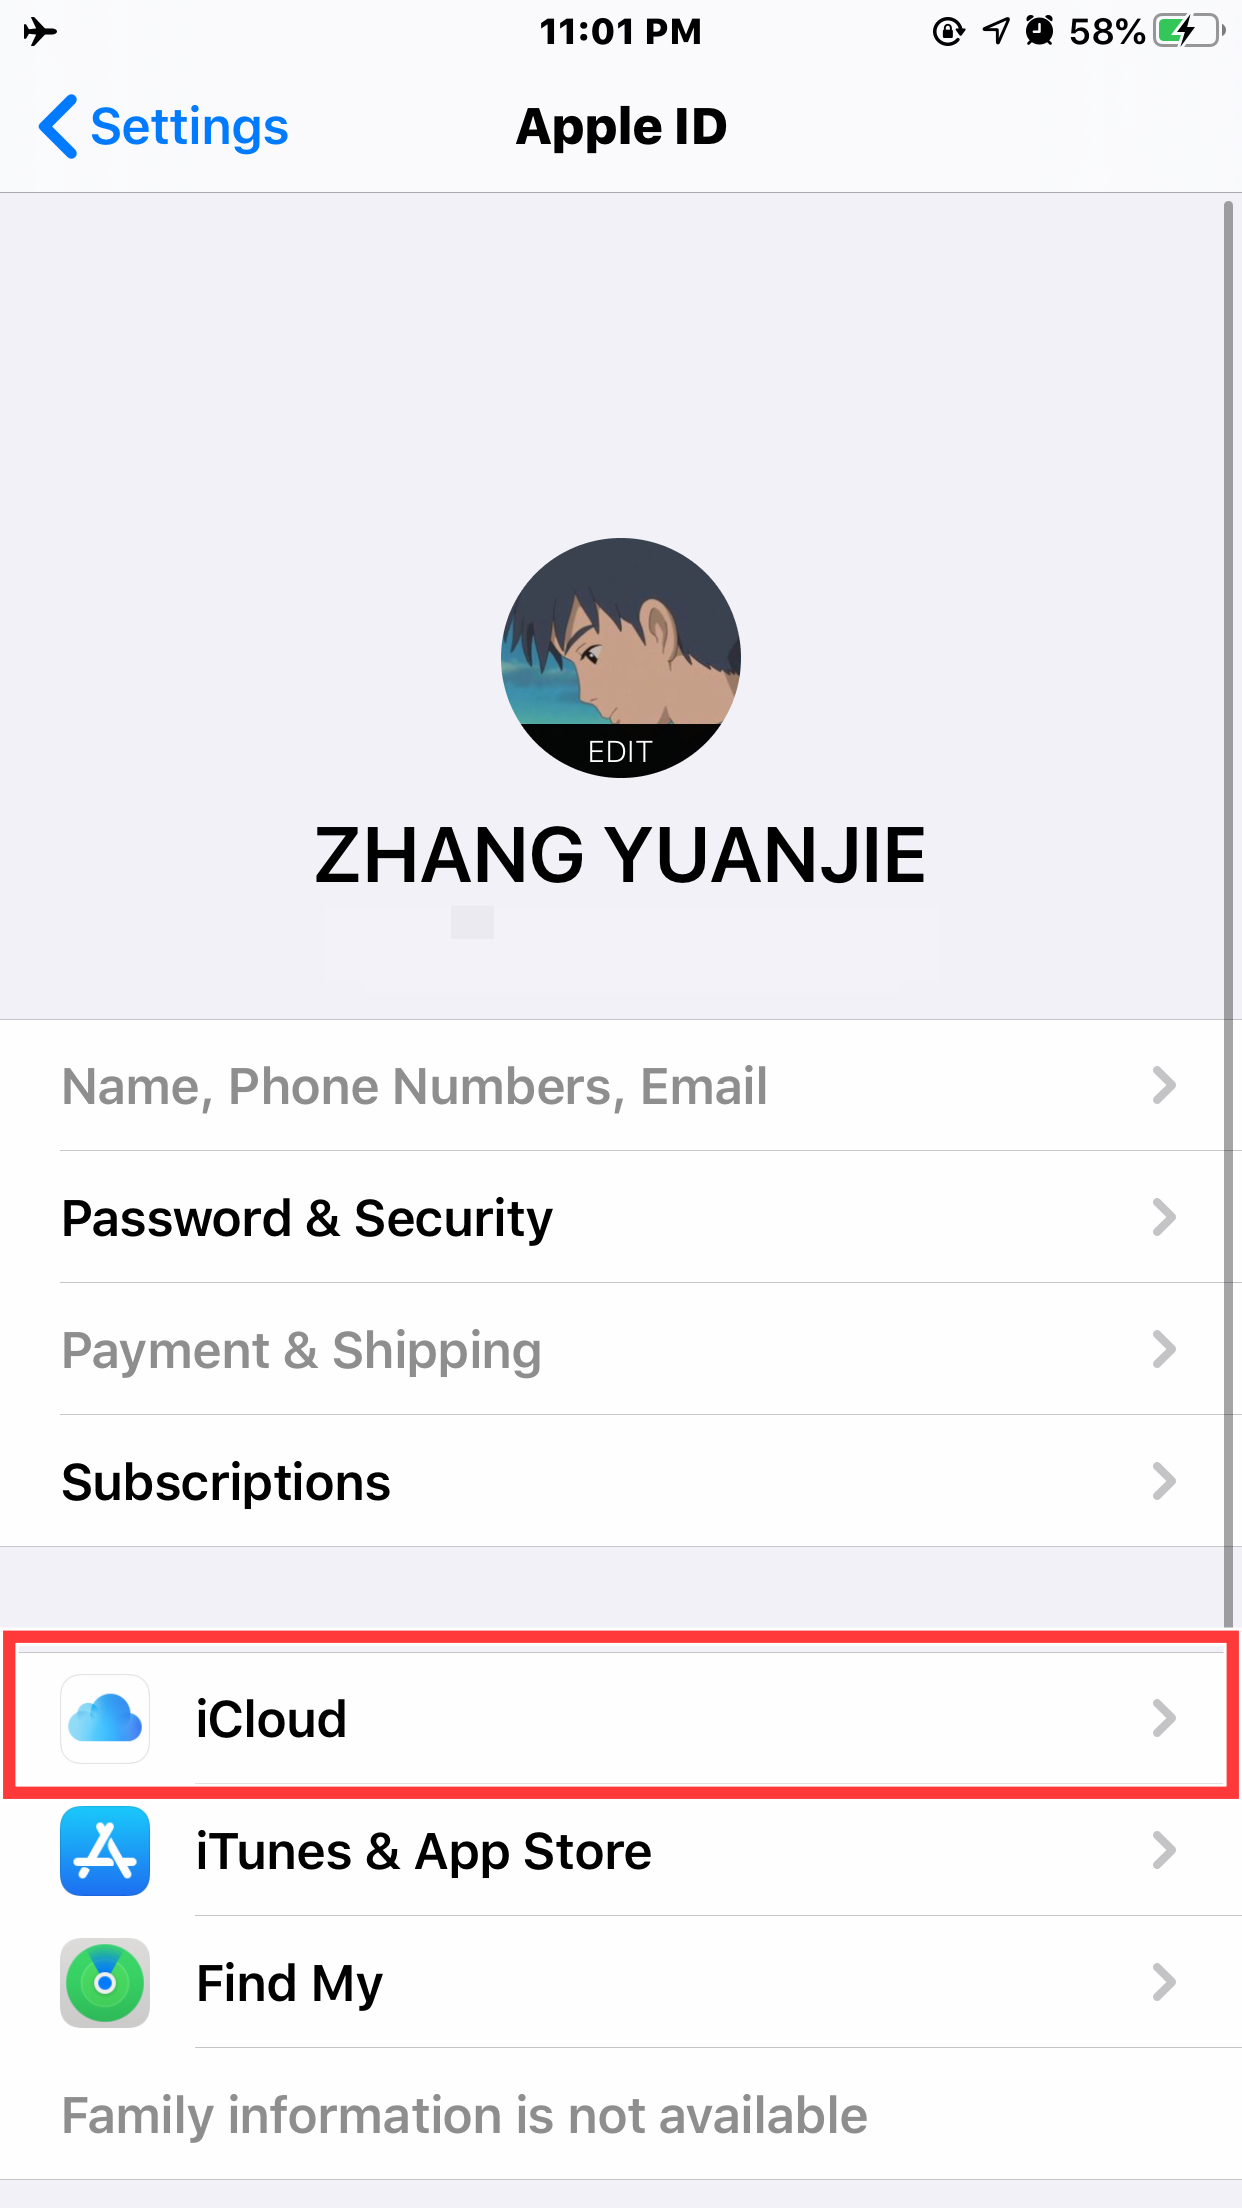 11:01 PM
58%
Settings
Apple ID
EDIT
ZHANG YUANJIE
Name, Phone Numbers, Email
Password & Security
Payment & Shipping
Subscriptions
iCloud
iTunes & App Store
Find My
Family information is not available